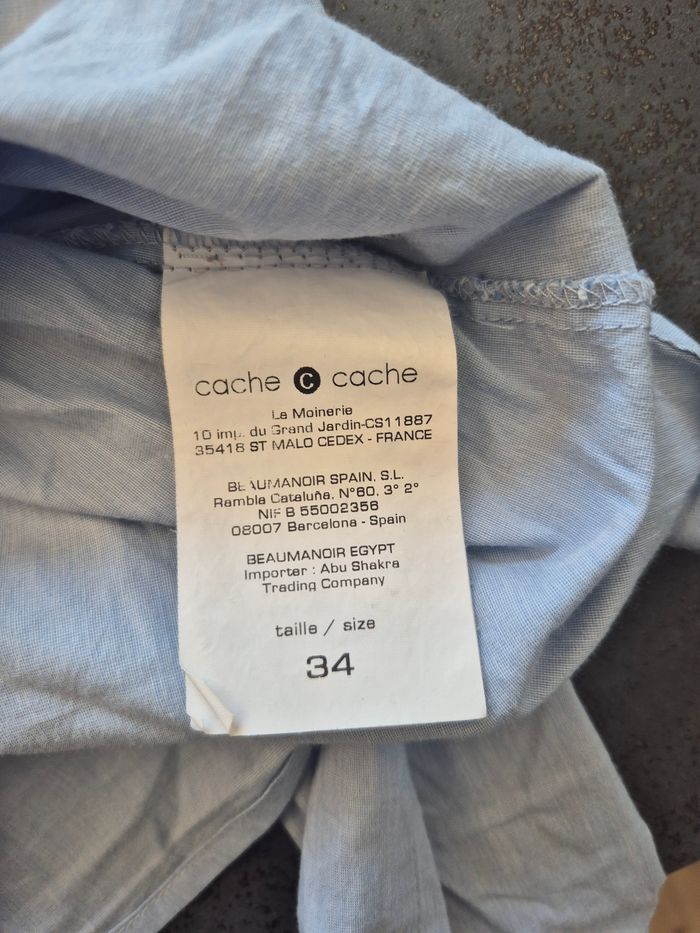 cache c cache
La Moinerie
10 imp. du Grand Jardin-CS11887
35418 ST MALO CEDEX - FRANCE
BEAUMANOIR SPAIN, S.L.
Rambla Cataluña, N°60, 3° 2°
NIF B 55002356
08007 Barcelona - Spain
BEAUMANOIR EGYPT
Importer : Abu Shakra
Trading Company
taille / size
34